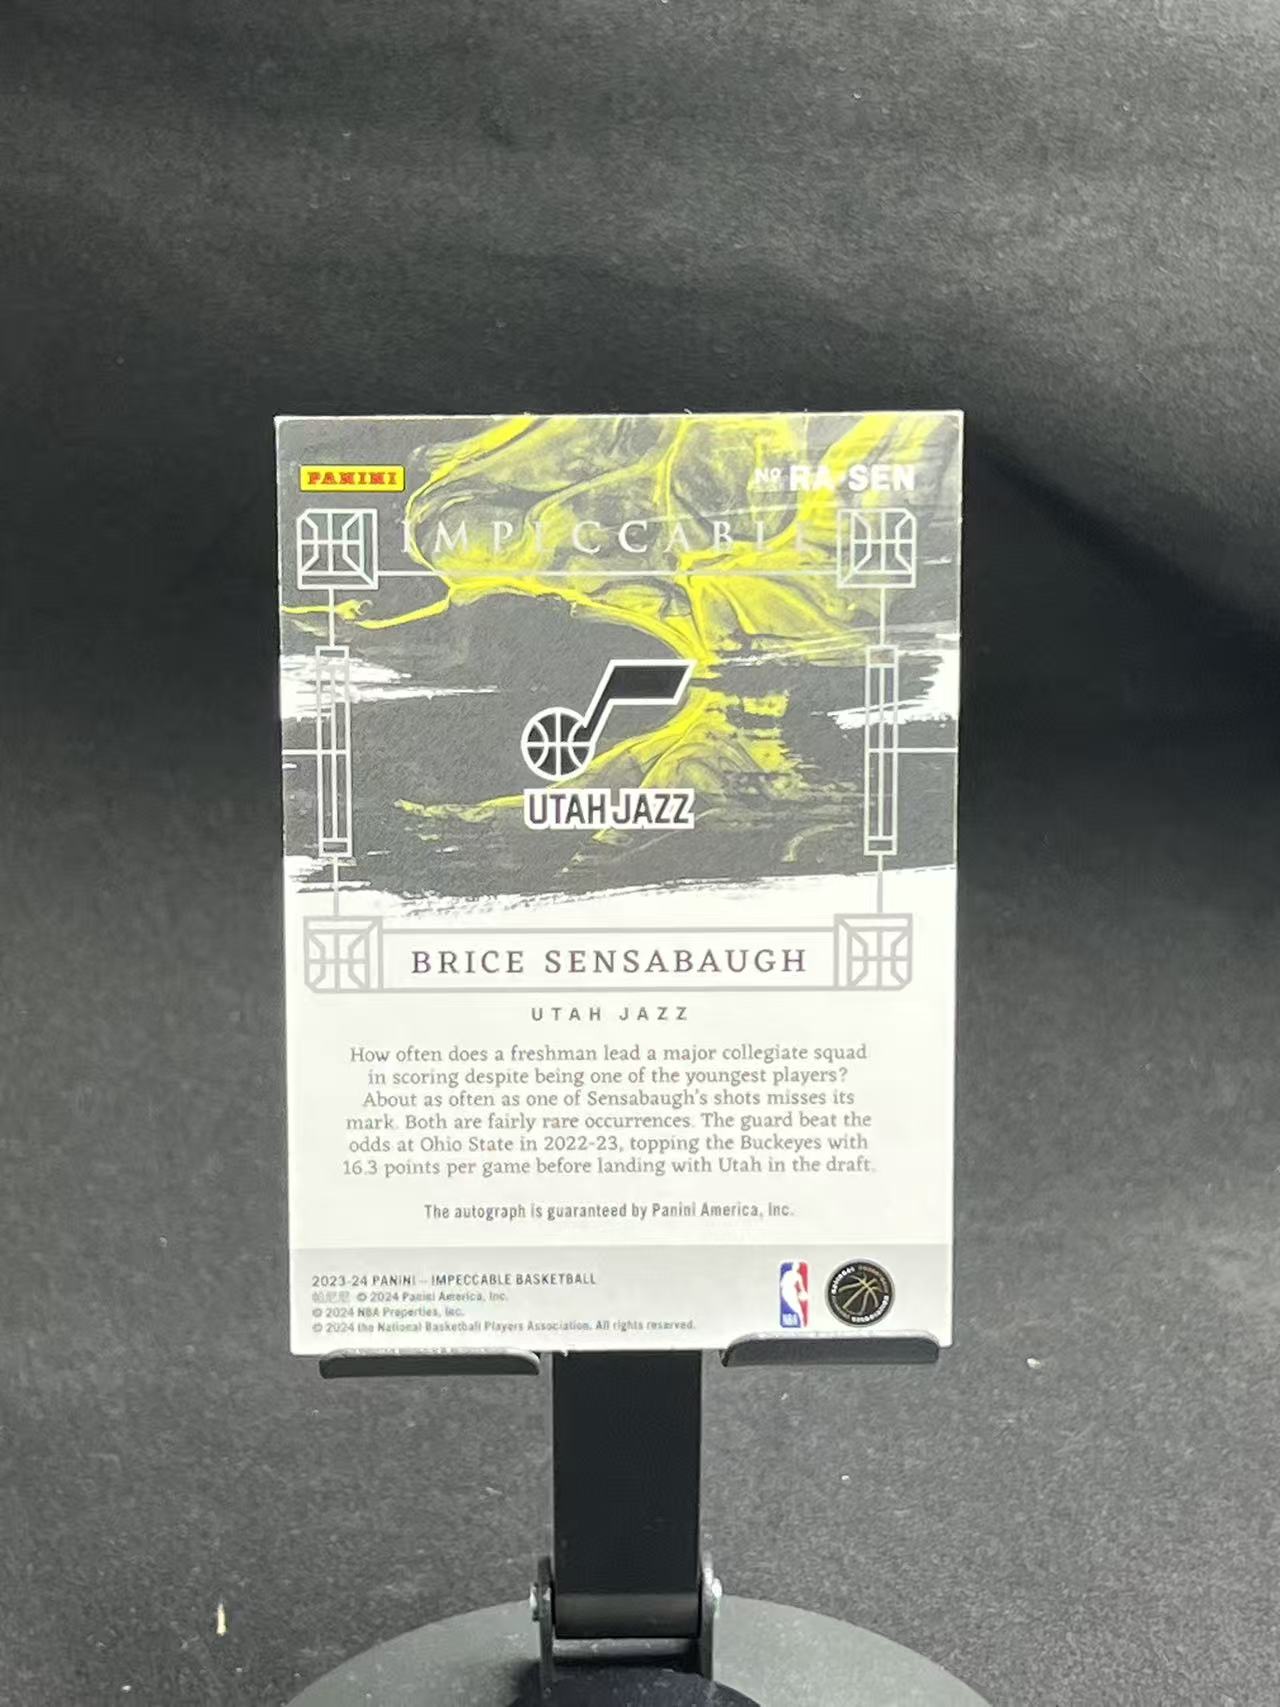 PANINI
No. RA-SEN
IMPECCABLE
UTAH JAZZ
BRICE SENSABAUGH
UTAH JAZZ
How often does a freshman lead a major collegiate squad
in scoring despite being one of the youngest players?
About as often as one of Sensabaugh's shots misses its
mark. Both are fairly rare occurrences. The guard beat the
odds at Ohio State in 2022-23, topping the Buckeyes with
16.3 points per game before landing with Utah in the draft.
The autograph is guaranteed by Panini America, Inc.
2023-24 PANINI – IMPECCABLE BASKETBALL
帕尼尼 © 2024 Panini America, Inc.
© 2024 NBA Properties, Inc.
© 2024 the National Basketball Players Association. All rights reserved.
NBA